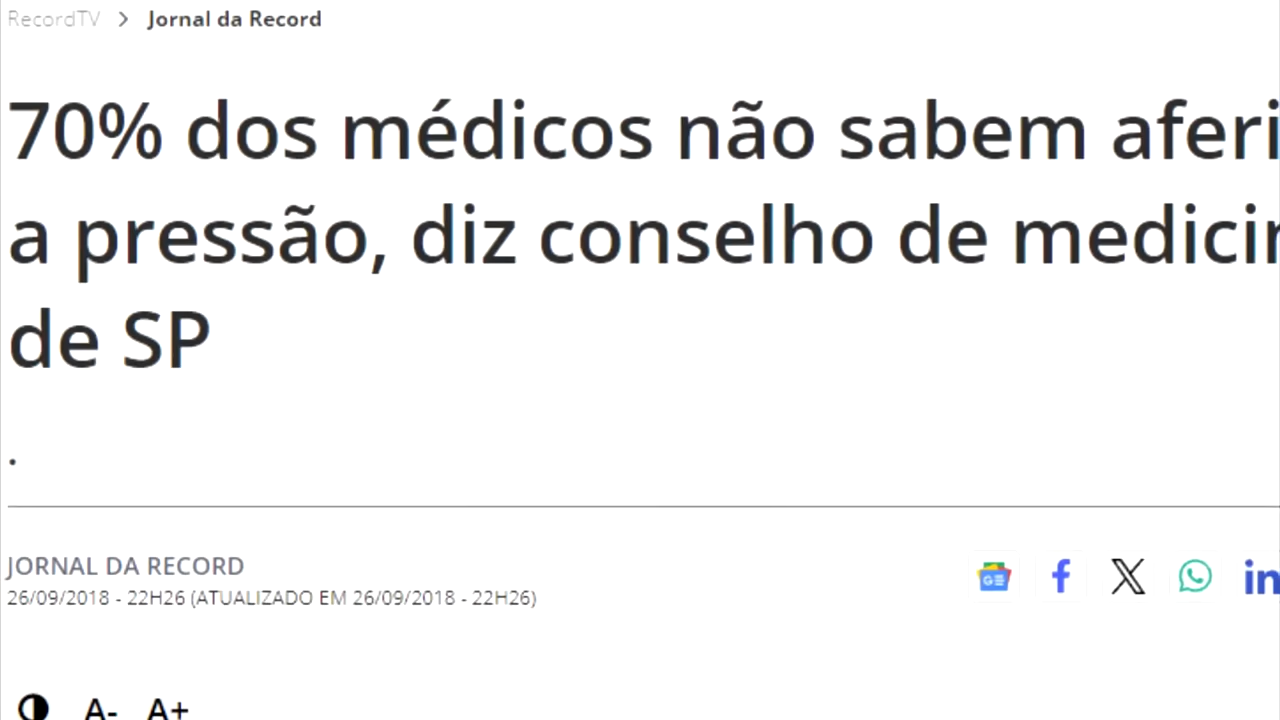 RecordTV > Jornal da Record
70% dos médicos não sabem aferi
a pressão, diz conselho de medicin
de SP
.
JORNAL DA RECORD
26/09/2018 - 22H26 (ATUALIZADO EM 26/09/2018 - 22H26)
A- A+